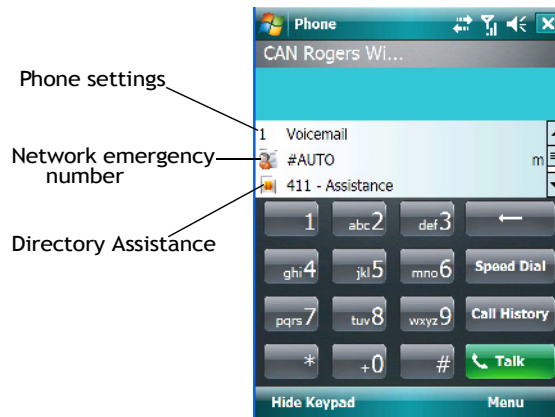 Phone
CAN Rogers Wi...
Phone settings
1 Voicemail
Network emergency
number
#AUTO m
411 - Assistance
Directory Assistance
1 abc2 def3 ←
ghi4 jkl5 mno6 Speed Dial
pqrs7 tuv8 wxyz9 Call History
* +0 # Talk
Hide Keypad Menu